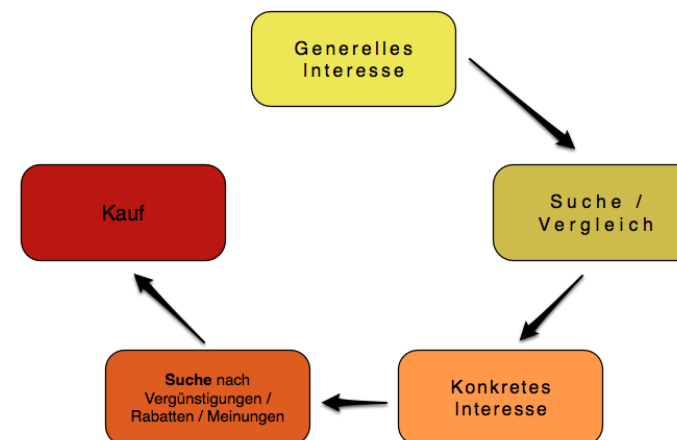 Generelles
Interesse
Suche /
Vergleich
Konkretes
Interesse
Suche nach
Vergünstigungen /
Rabatten / Meinungen
Kauf